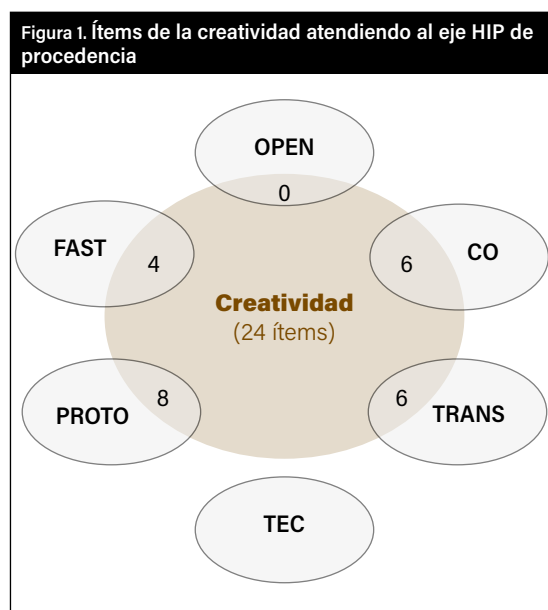 Figura 1. Ítems de la creatividad atendiendo al eje HIP de
procedencia
OPEN
0
FAST
4
6
CO
Creatividad
(24 ítems)
PROTO
8
6
TRANS
TEC